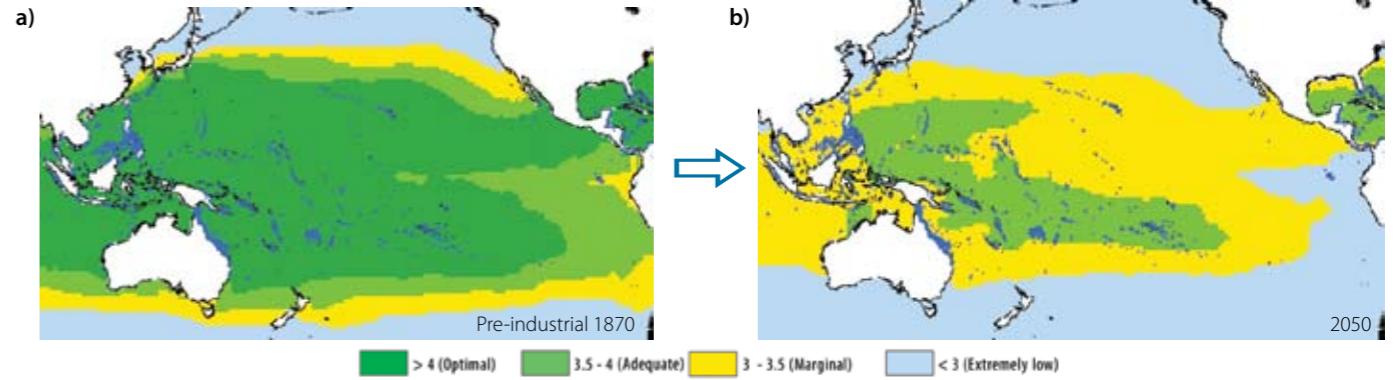 a)
b)
Pre-industrial 1870
2050
> 4 (Optimal)
3.5 - 4 (Adequate)
3 - 3.5 (Marginal)
< 3 (Extremely low)